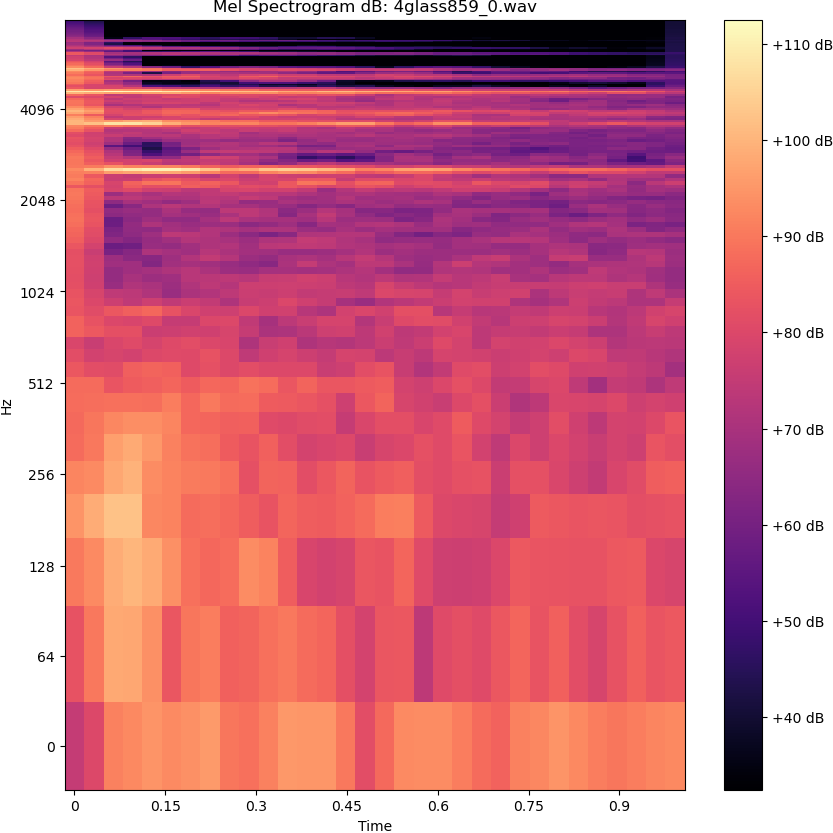 Mel Spectrogram dB: 4glass859_0.wav
+110 dB
4096
+100 dB
2048
+90 dB
1024
+80 dB
512
Hz
+70 dB
256
+60 dB
128
+50 dB
64
+40 dB
0
0 0.15 0.3 0.45 0.6 0.75 0.9
Time